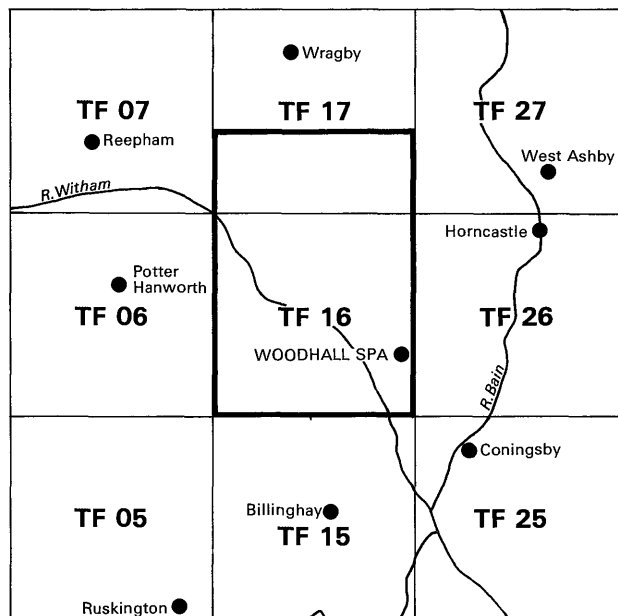 Wragby
TF 07
TF 17
TF 27
Reepham
West Ashby
R. Witham
Horncastle
Potter
Hanworth
TF 06
TF 16
TF 26
WOODHALL SPA
R. Bain
Coningsby
Billinghay
TF 05
TF 15
TF 25
Ruskington